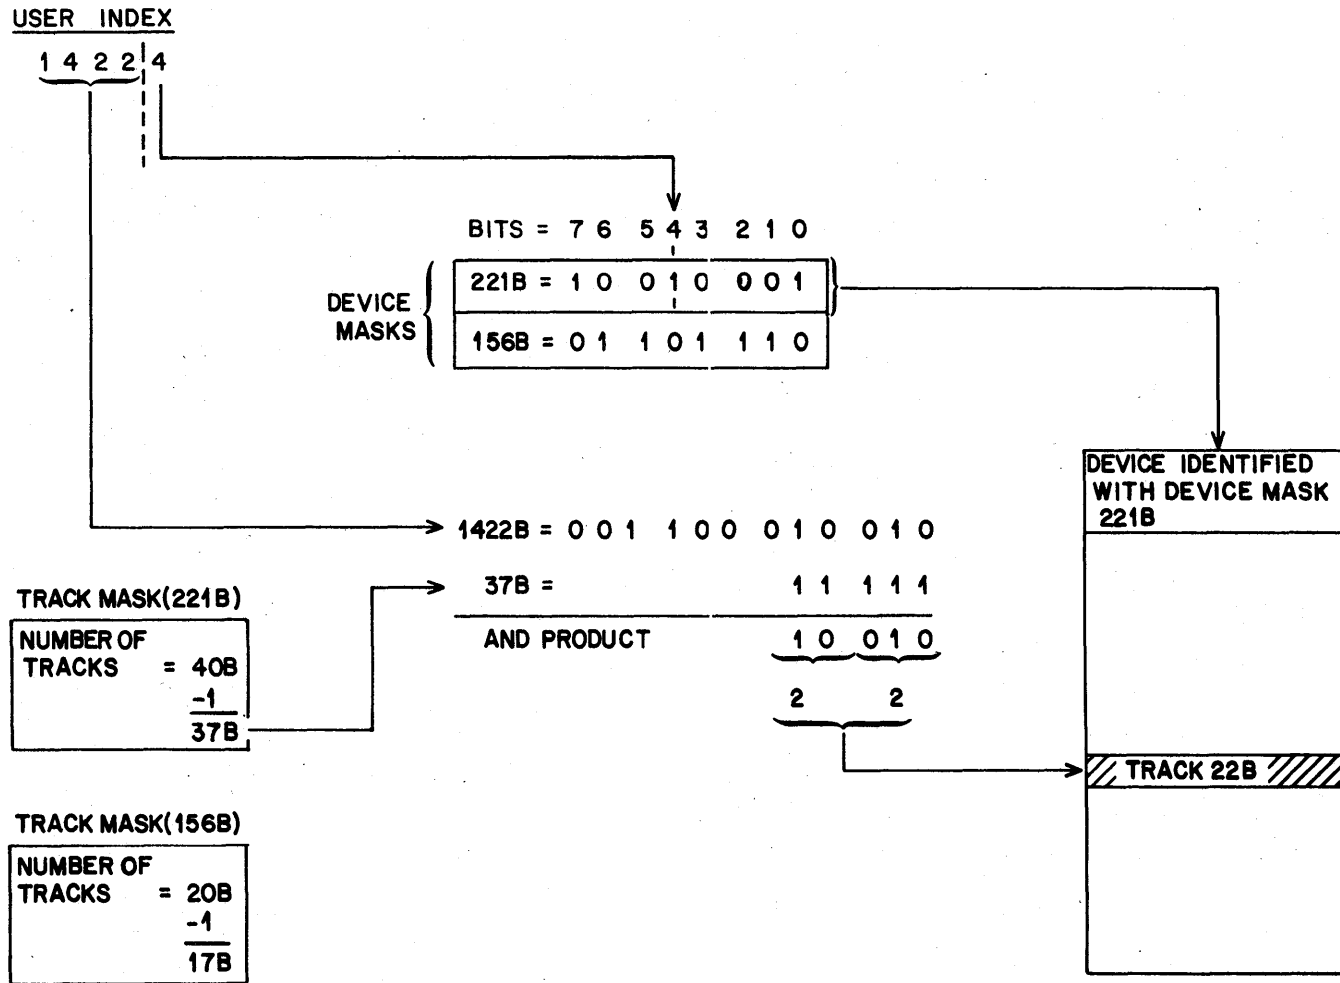 USER INDEX
1 4 2 2 4
BITS = 7 6 5 4 3 2 1 0
DEVICE MASKS
221B = 1 0 0 1 0 0 0 1
156B = 0 1 1 0 1 1 1 0
DEVICE IDENTIFIED
WITH DEVICE MASK
221B
1422B = 0 0 1 1 0 0 0 1 0 0 1 0
37B = 1 1 1 1 1
AND PRODUCT 1 0 0 1 0
2 2
TRACK 22B
TRACK MASK(221B)
NUMBER OF
TRACKS = 40B
-1
37B
TRACK MASK(156B)
NUMBER OF
TRACKS = 20B
-1
17B